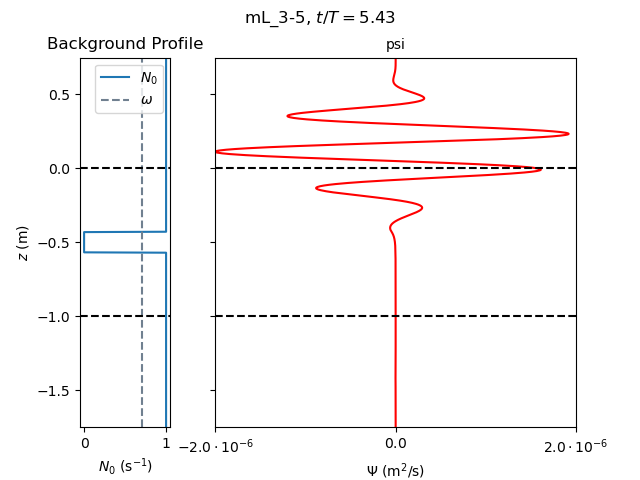 mL_3-5, t/T = 5.43
Background Profile
psi
N₀
ω
0.5
0.0
−0.5
−1.0
−1.5
z (m)
0 1
−2.0 · 10⁻⁶ 0.0 2.0 · 10⁻⁶
N₀ (s⁻¹)
Ψ (m²/s)